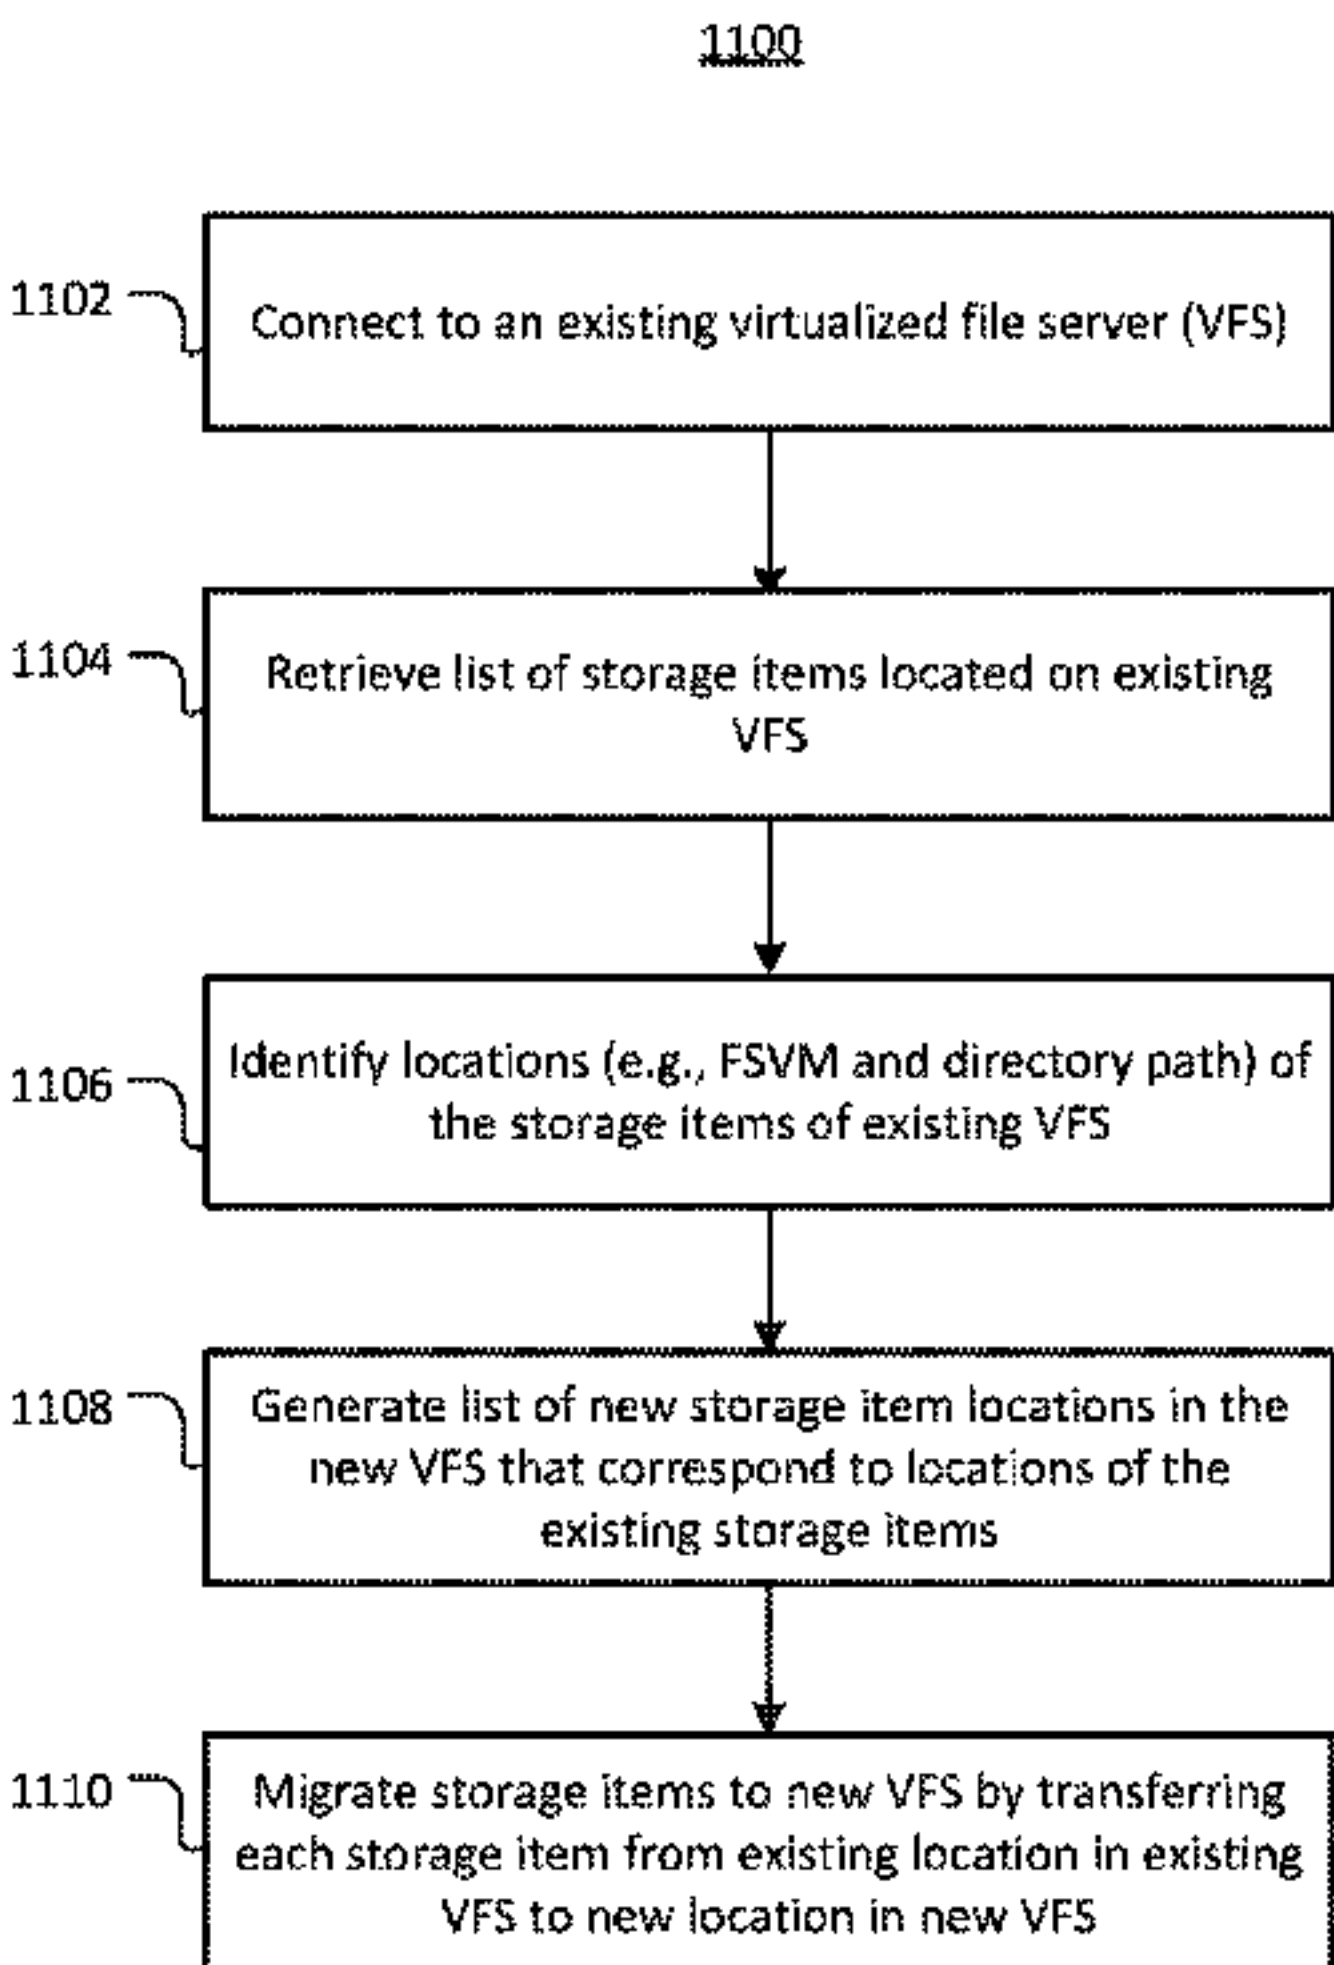 1100
1102
Connect to an existing virtualized file server (VFS)
1104
Retrieve list of storage items located on existing
VFS
1106
Identify locations (e.g., FSVM and directory path) of
the storage items of existing VFS
1108
Generate list of new storage item locations in the
new VFS that correspond to locations of the
existing storage items
1110
Migrate storage items to new VFS by transferring
each storage item from existing location in existing
VFS to new location in new VFS